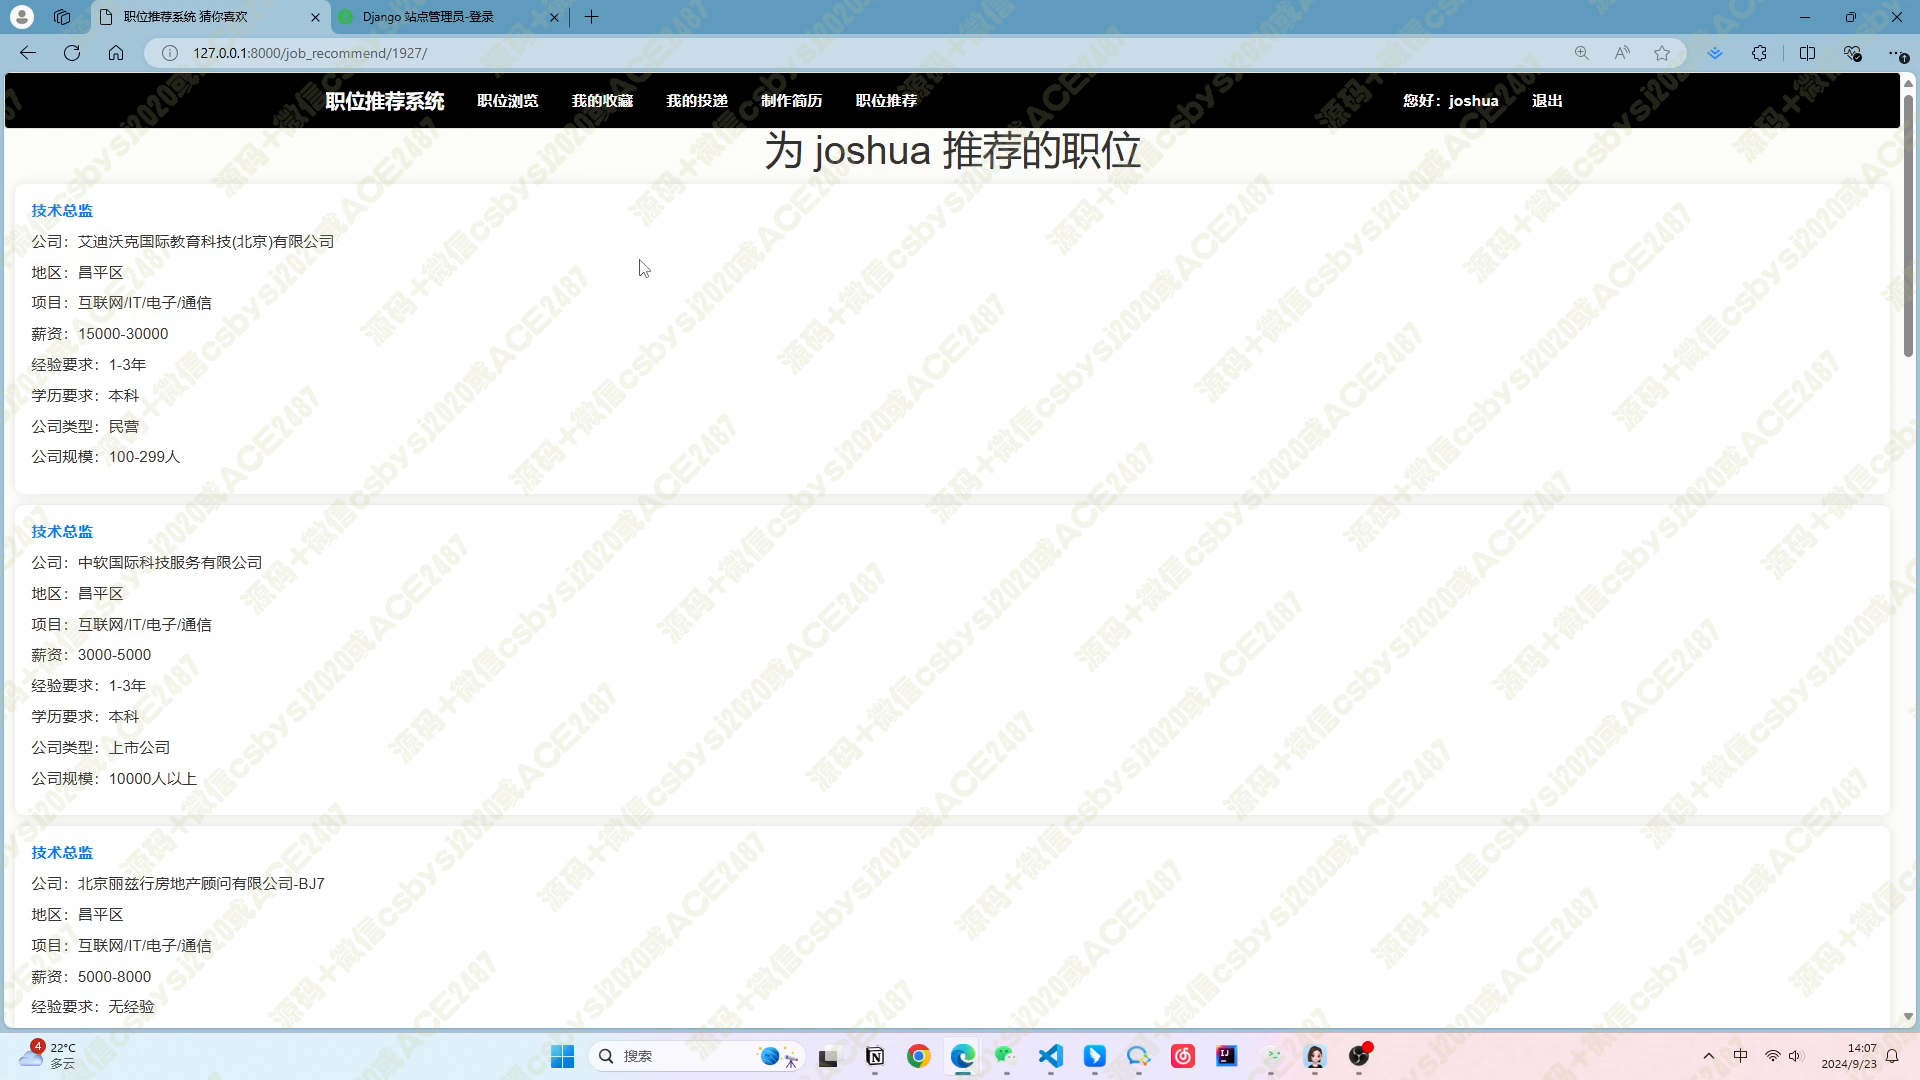 职位推荐系统 猜你喜欢
Django 站点管理员-登录
127.0.0.1:8000/job_recommend/1927/
职位推荐系统 职位浏览 我的收藏 我的投递 制作简历 职位推荐 您好：joshua 退出
为 joshua 推荐的职位
技术总监
公司：艾迪沃克国际教育科技(北京)有限公司
地区：昌平区
项目：互联网/IT/电子/通信
薪资：15000-30000
经验要求：1-3年
学历要求：本科
公司类型：民营
公司规模：100-299人
技术总监
公司：中软国际科技服务有限公司
地区：昌平区
项目：互联网/IT/电子/通信
薪资：3000-5000
经验要求：1-3年
学历要求：本科
公司类型：上市公司
公司规模：10000人以上
技术总监
公司：北京丽兹行房地产顾问有限公司-BJ7
地区：昌平区
项目：互联网/IT/电子/通信
薪资：5000-8000
经验要求：无经验
源码+微信csbysj2020或ACE2487
4
22°C
多云
搜索
中
14:07
2024/9/23